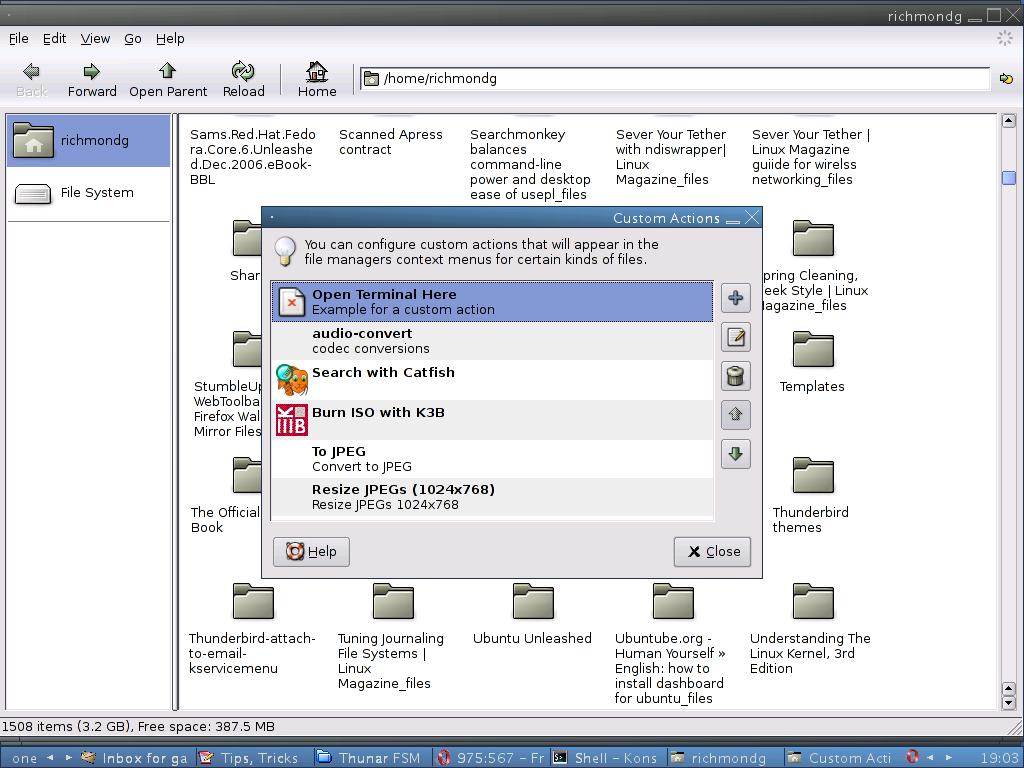 richmondg
File Edit View Go Help
Back Forward Open Parent Reload Home /home/richmondg
richmondg
File System
Sams.Red.Hat.Fedo
ra.Core.6.Unleashe
d.Dec.2006.eBook-
BBL
Scanned Apress
contract
Searchmonkey
balances
command-line
power and desktop
ease of usepl_files
Sever Your Tether
with ndiswrapper|
Linux
Magazine_files
Sever Your Tether |
Linux Magazine
guiide for wirelss
networking_files
Shar
pring Cleaning,
eek Style | Linux
agazine_files
StumbleUp
WebToolba
Firefox Wal
Mirror Files
Templates
The Official
Book
Thunderbird
themes
Custom Actions
You can configure custom actions that will appear in the
file managers context menus for certain kinds of files.
Open Terminal Here
Example for a custom action
audio-convert
codec conversions
Search with Catfish
Burn ISO with K3B
To JPEG
Convert to JPEG
Resize JPEGs (1024x768)
Resize JPEGs 1024x768
Help Close
Thunderbird-attach-
to-email-
kservicemenu
Tuning Journaling
File Systems |
Linux
Magazine_files
Ubuntu Unleashed
Ubuntube.org -
Human Yourself »
English: how to
install dashboard
for ubuntu_files
Understanding The
Linux Kernel, 3rd
Edition
1508 items (3.2 GB), Free space: 387.5 MB
one Inbox for ga Tips, Tricks Thunar FSM 975:567 – Fr Shell – Kons richmondg Custom Acti 19:03